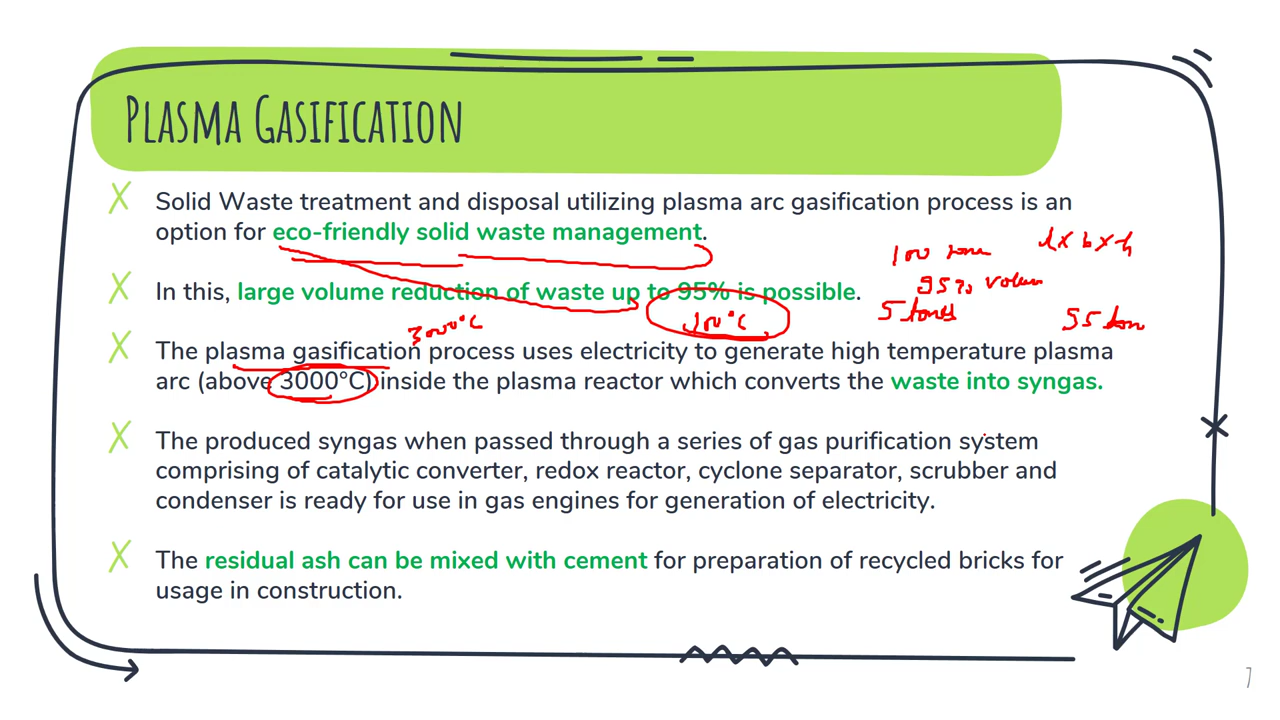 PLASMA GASIFICATION
Solid Waste treatment and disposal utilizing plasma arc gasification process is an
option for eco-friendly solid waste management.
100 tone l x b x h
95% volum
In this, large volume reduction of waste up to 95% is possible.
5 tones 55 ton
3000°C 100°C
The plasma gasification process uses electricity to generate high temperature plasma
arc (above 3000°C) inside the plasma reactor which converts the waste into syngas.
The produced syngas when passed through a series of gas purification system
comprising of catalytic converter, redox reactor, cyclone separator, scrubber and
condenser is ready for use in gas engines for generation of electricity.
The residual ash can be mixed with cement for preparation of recycled bricks for
usage in construction.
7